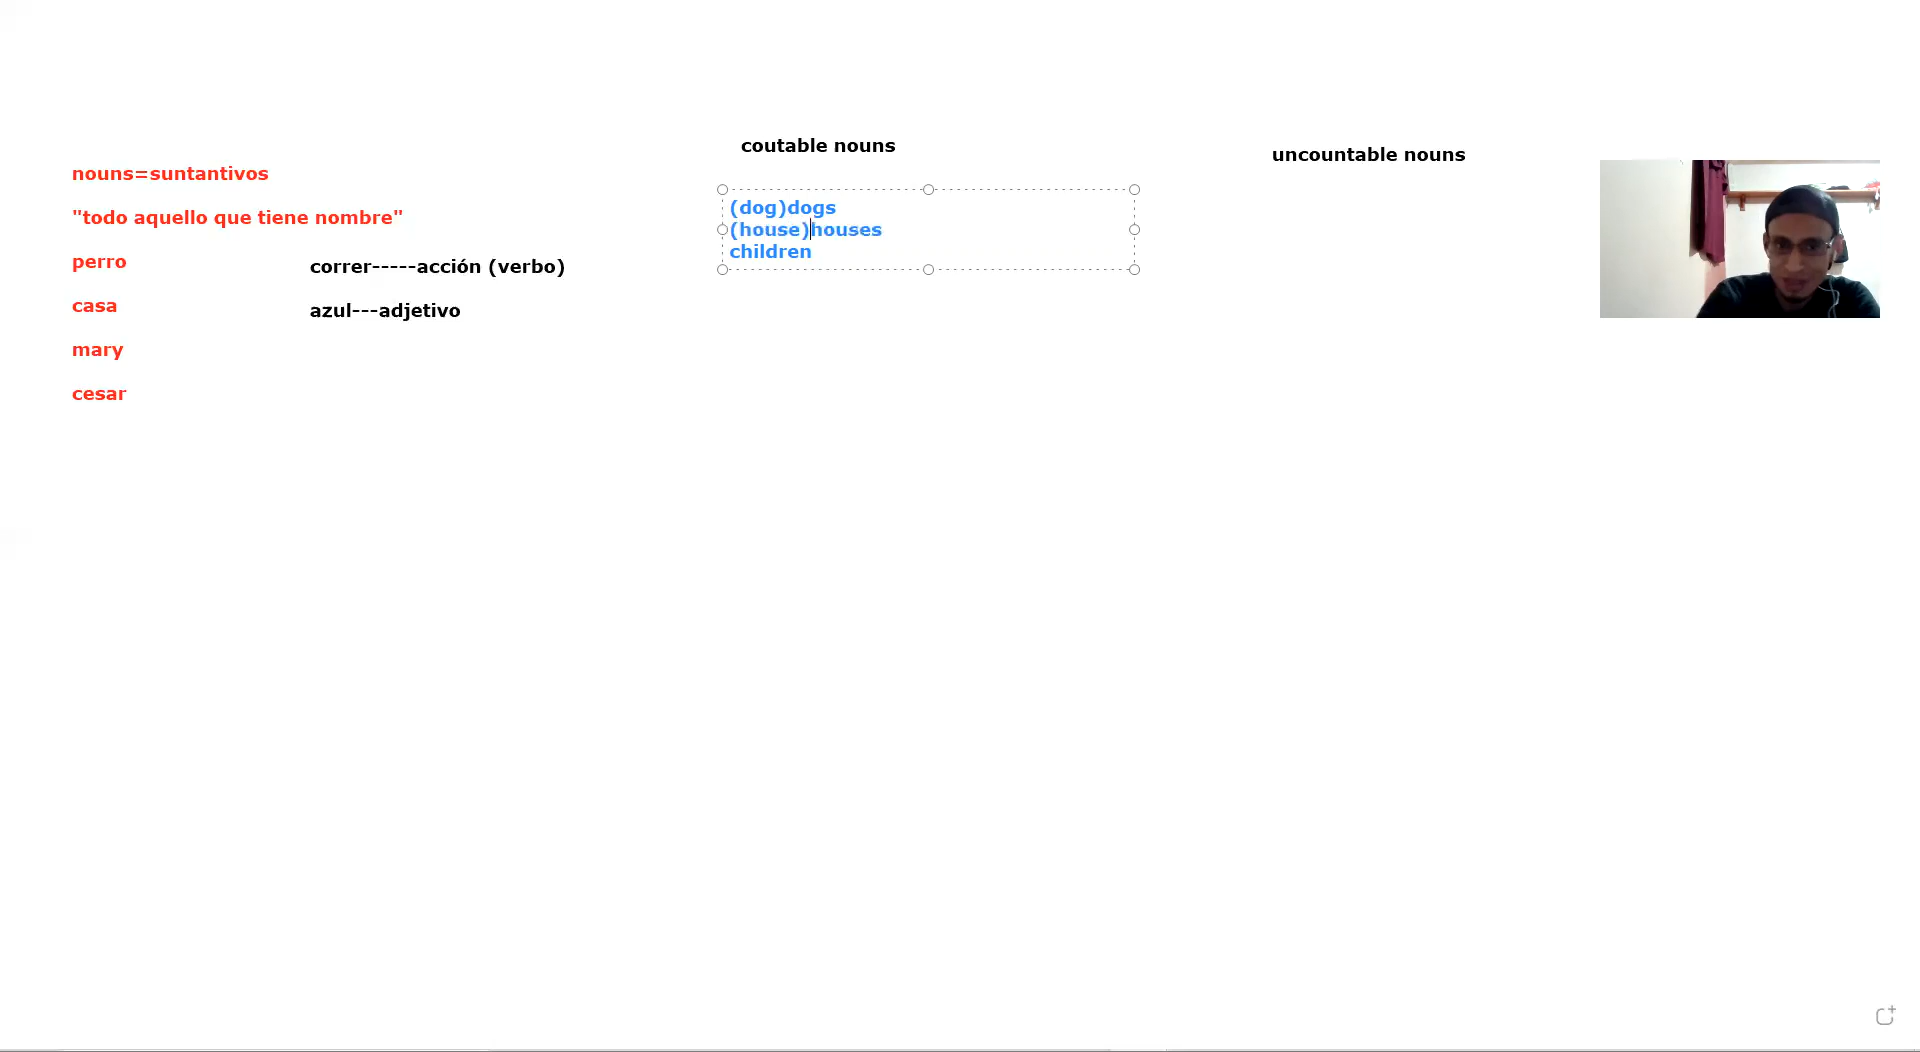 nouns=suntantivos
"todo aquello que tiene nombre"
perro
casa
mary
cesar
correr-----acción (verbo)
azul---adjetivo
coutable nouns
(dog)dogs
(house)houses
children
uncountable nouns